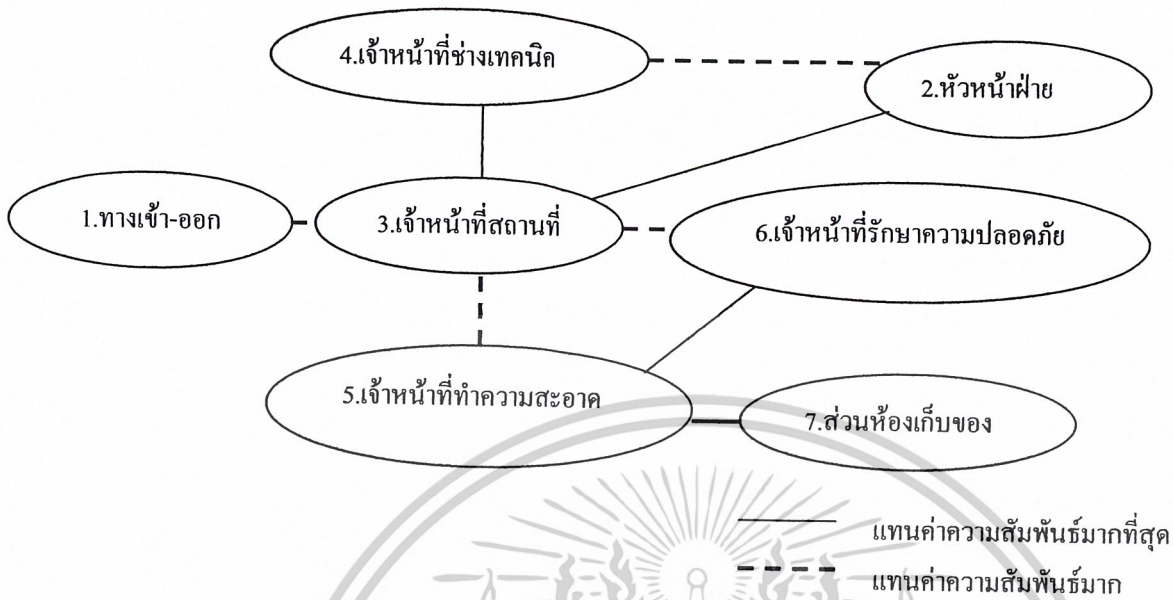 4.เจ้าหน้าที่ช่างเทคนิค
2.หัวหน้าฝ่าย
1.ทางเข้า-ออก
3.เจ้าหน้าที่สถานที่
6.เจ้าหน้าที่รักษาความปลอดภัย
5.เจ้าหน้าที่ทำความสะอาด
7.ส่วนห้องเก็บของ
แทนค่าความสัมพันธ์มากที่สุด
แทนค่าความสัมพันธ์มาก